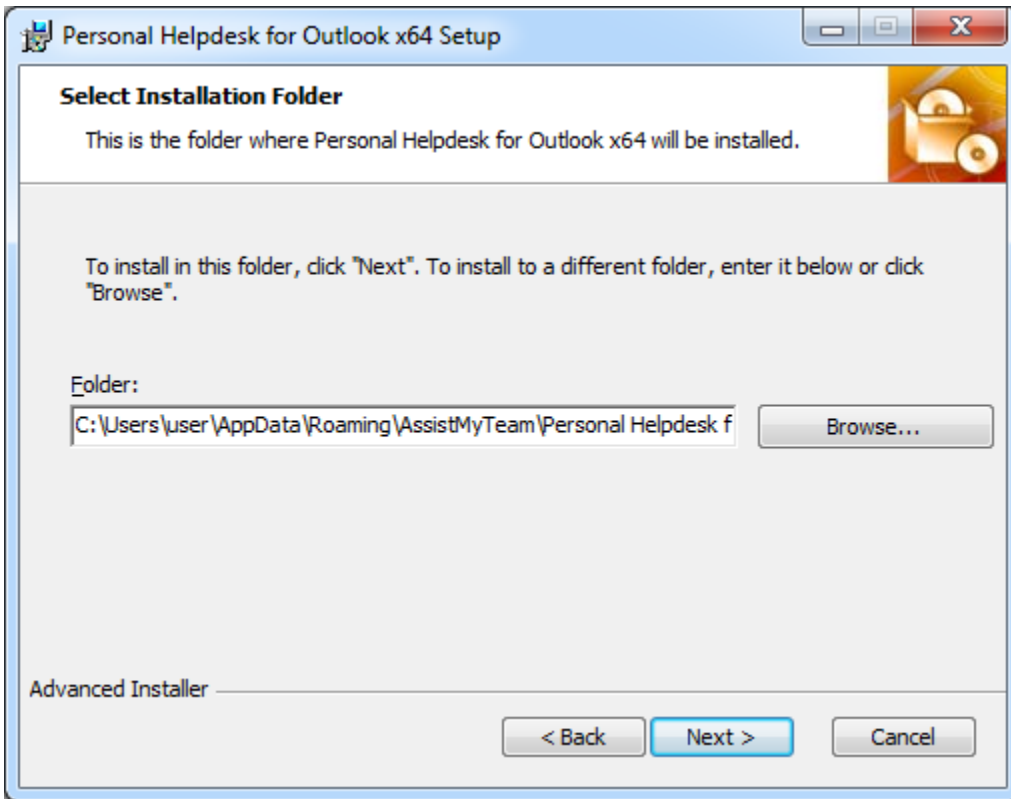 Personal Helpdesk for Outlook x64 Setup
Select Installation Folder
This is the folder where Personal Helpdesk for Outlook x64 will be installed.
To install in this folder, click "Next". To install to a different folder, enter it below or click
"Browse".
Folder:
C:\Users\user\AppData\Roaming\AssistMyTeam\Personal Helpdesk f
Browse...
Advanced Installer
< Back
Next >
Cancel